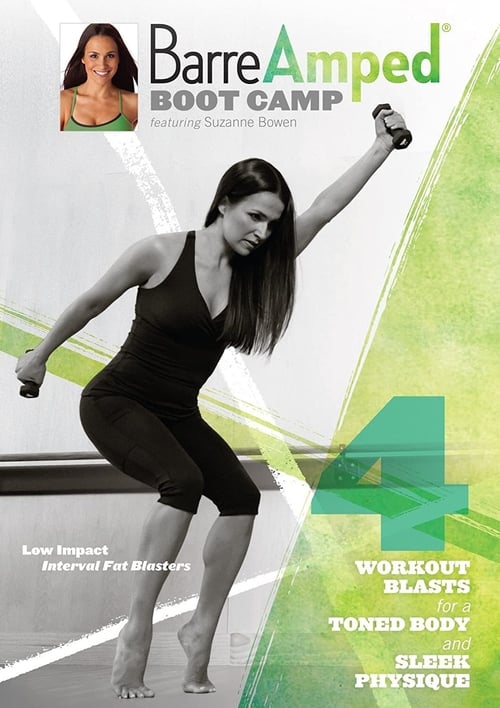 BarreAmped®
BOOT CAMP
featuring Suzanne Bowen
4
Low Impact
Interval Fat Blasters
WORKOUT
BLASTS
for a
TONED BODY
and
SLEEK
PHYSIQUE